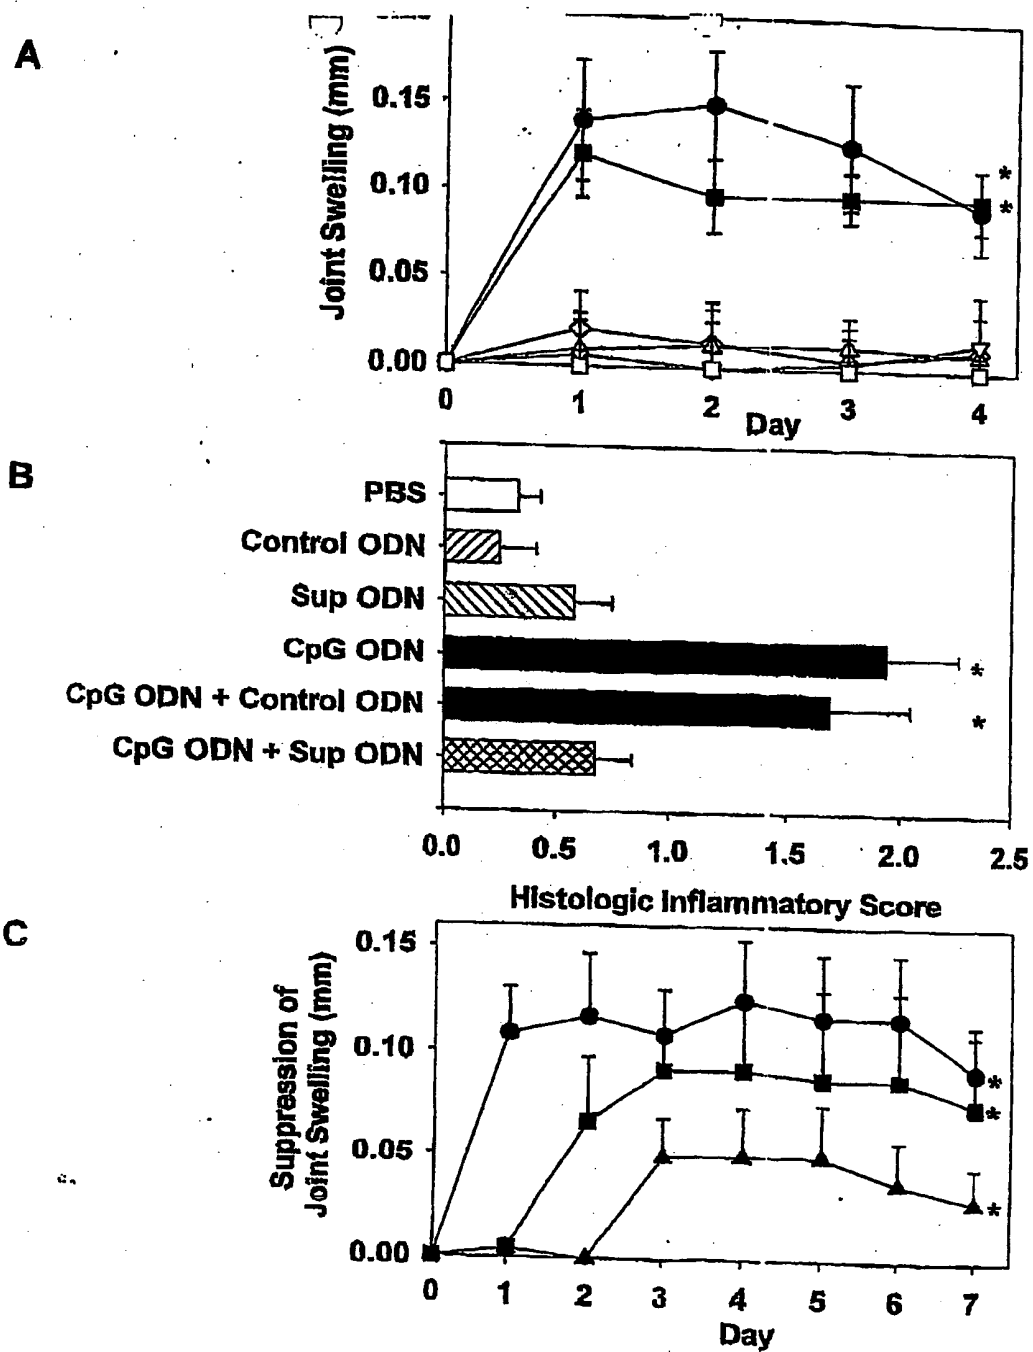 A
Joint Swelling (mm)
0.15
0.10
0.05
0.00
*
*
0 1 2 3 4
Day
B
PBS
Control ODN
Sup ODN
CpG ODN
*
CpG ODN + Control ODN
*
CpG ODN + Sup ODN
0.0 0.5 1.0 1.5 2.0 2.5
Histologic Inflammatory Score
C
Suppression of
Joint Swelling (mm)
0.15
0.10
0.05
0.00
*
*
*
0 1 2 3 4 5 6 7
Day